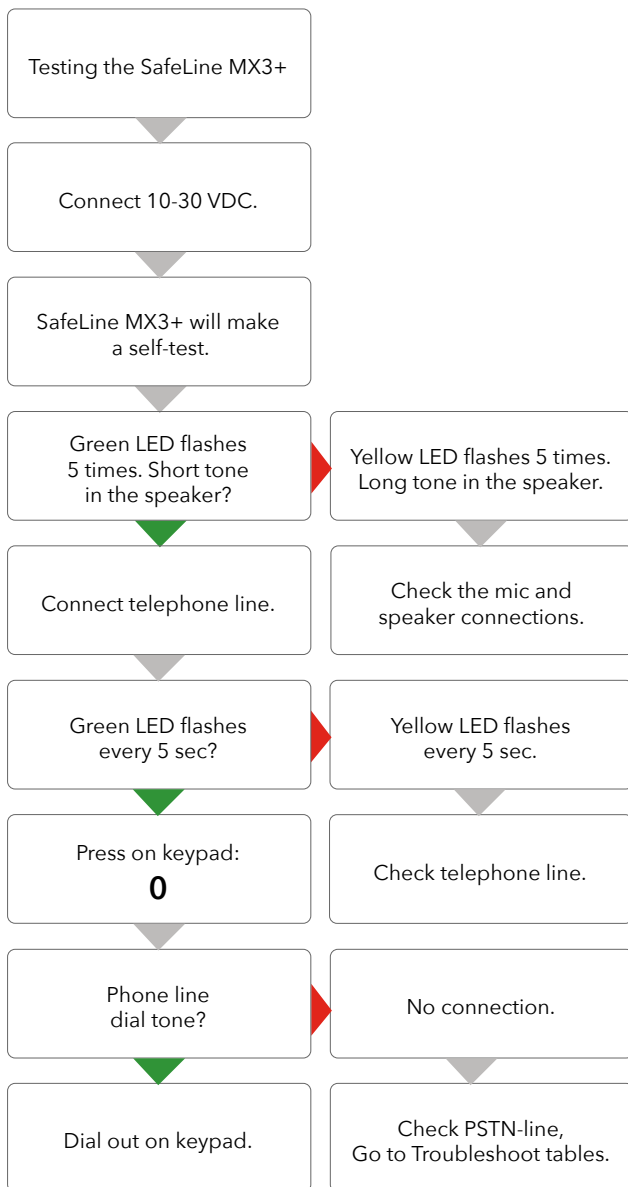 Testing the SafeLine MX3+
Connect 10-30 VDC.
SafeLine MX3+ will make
a self-test.
Green LED flashes
5 times. Short tone
in the speaker?
Yellow LED flashes 5 times.
Long tone in the speaker.
Connect telephone line.
Check the mic and
speaker connections.
Green LED flashes
every 5 sec?
Yellow LED flashes
every 5 sec.
Press on keypad:
0
Check telephone line.
Phone line
dial tone?
No connection.
Dial out on keypad.
Check PSTN-line,
Go to Troubleshoot tables.